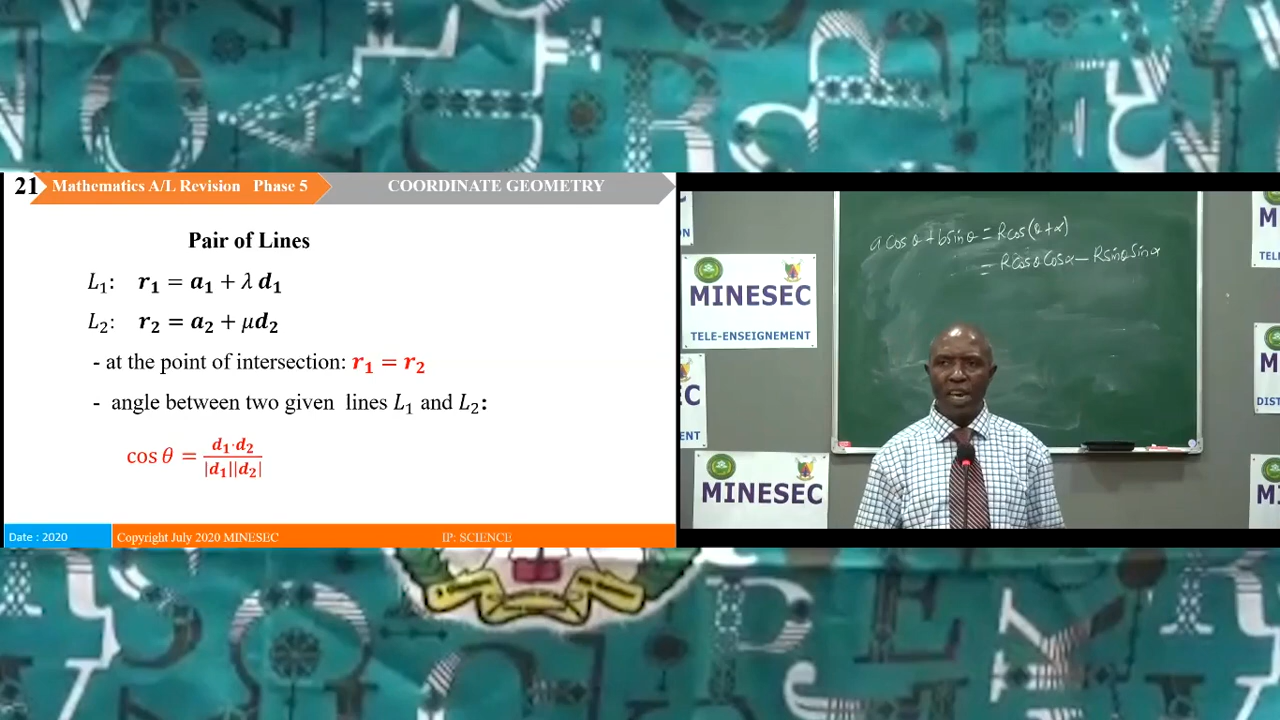 21 Mathematics A/L Revision Phase 5 COORDINATE GEOMETRY
Pair of Lines
L₁: r₁ = a₁ + λ d₁
L₂: r₂ = a₂ + μd₂
- at the point of intersection: r₁ = r₂
- angle between two given lines L₁ and L₂:
cos θ = d₁·d₂ / |d₁||d₂|
Date : 2020 Copyright July 2020 MINESEC IP: SCIENCE
a cos θ + b sin θ = R cos(θ + α)
= R cos θ cos α − R sin θ sin α
MINESEC
TELE-ENSEIGNEMENT
MINESEC